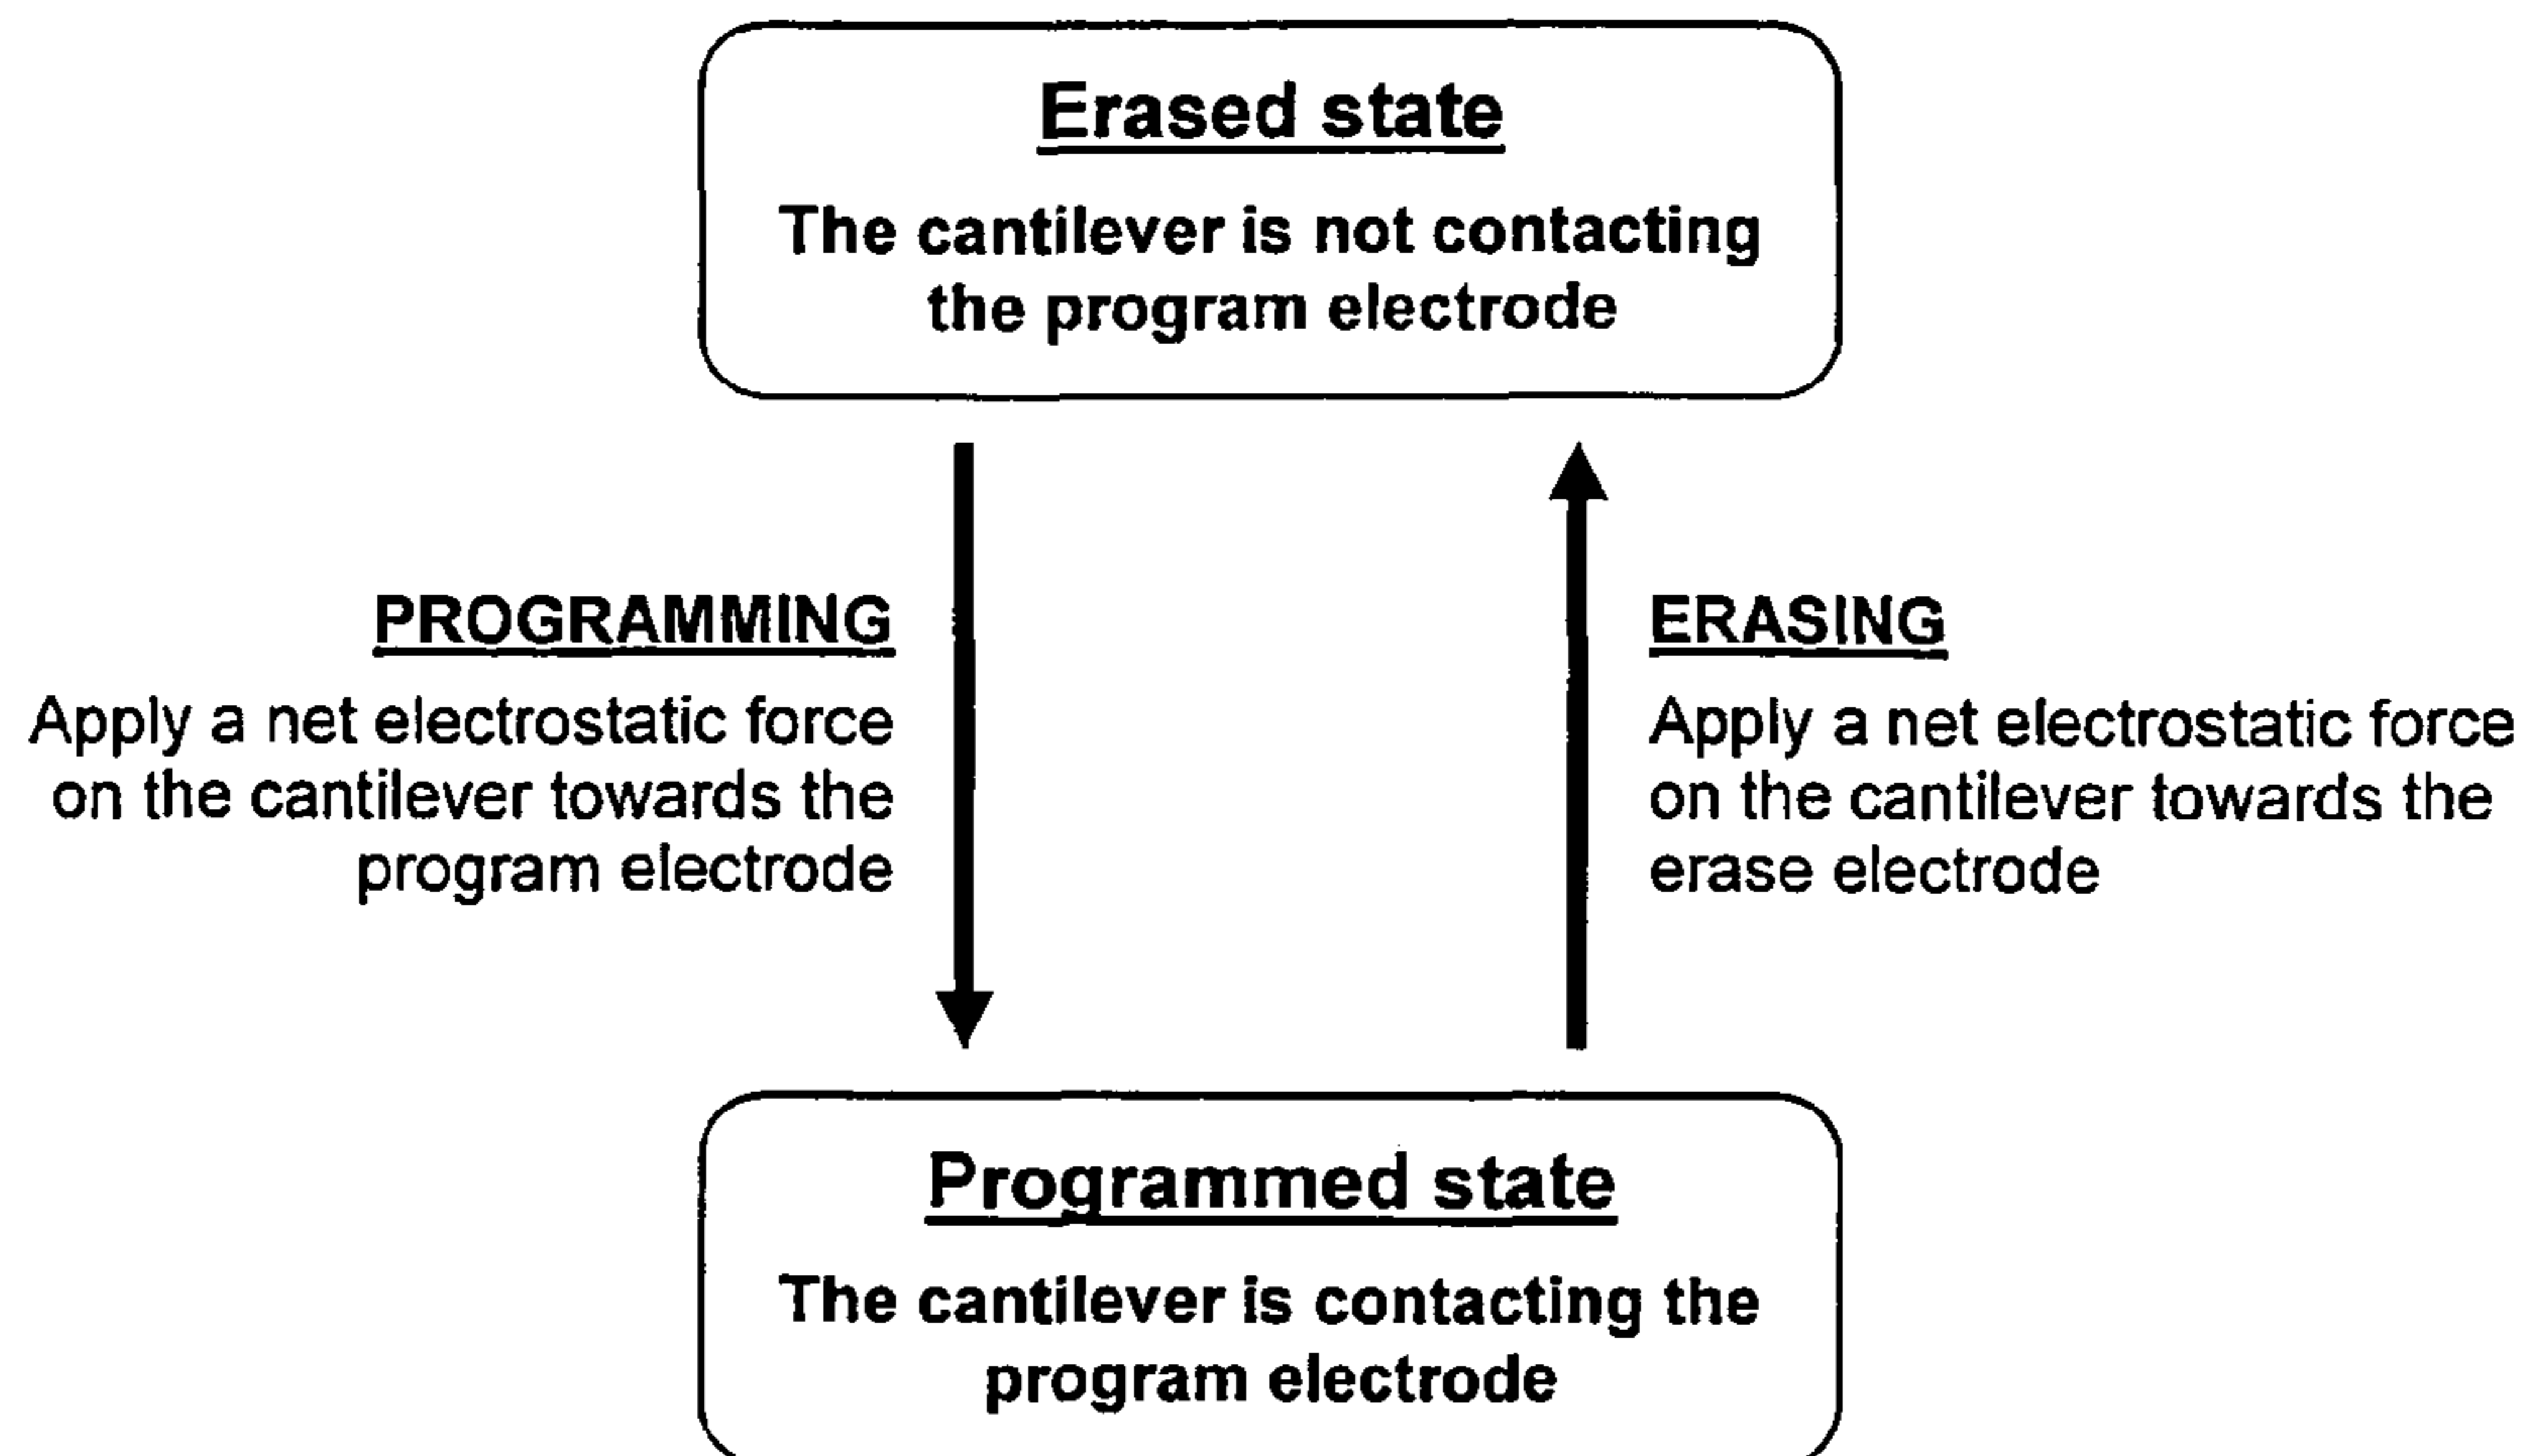 Erased state
The cantilever is not contacting
the program electrode
PROGRAMMING
Apply a net electrostatic force
on the cantilever towards the
program electrode
ERASING
Apply a net electrostatic force
on the cantilever towards the
erase electrode
Programmed state
The cantilever is contacting the
program electrode